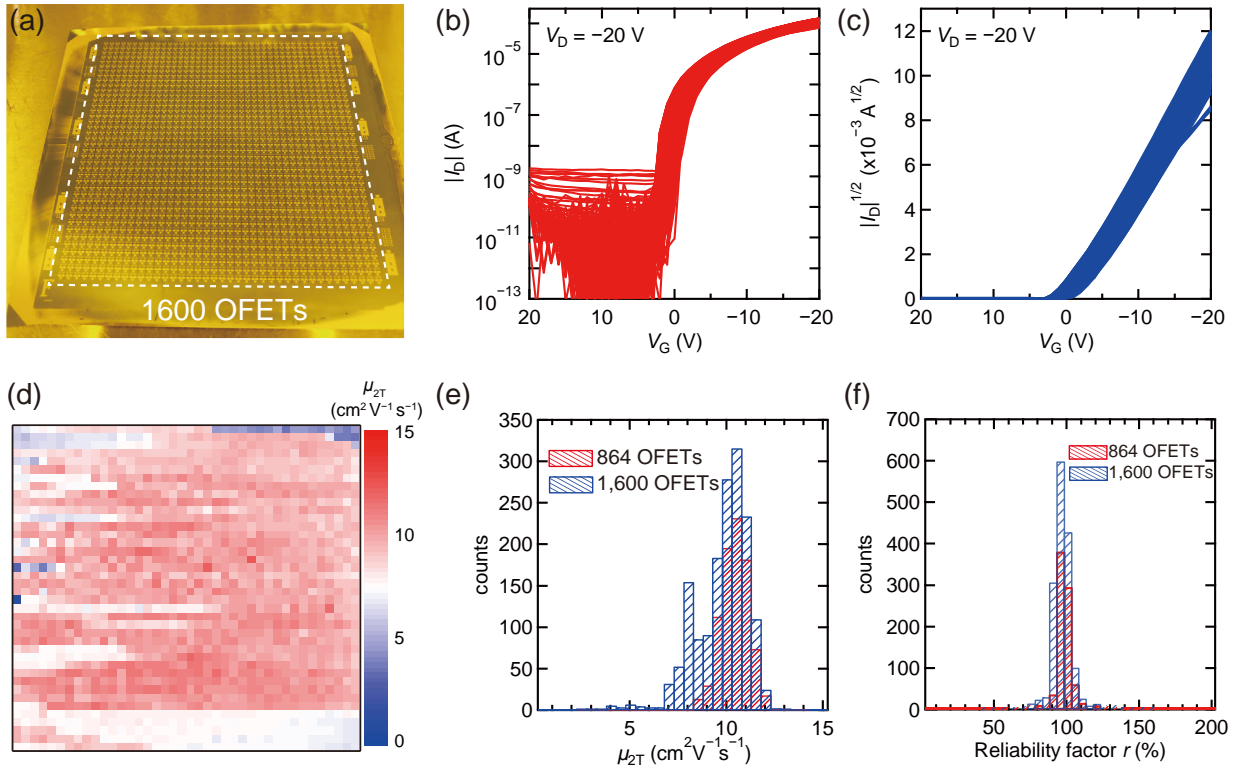 (a)
1600 OFETs
(b)
V_D = −20 V
10⁻⁵
10⁻⁷
10⁻⁹
10⁻¹¹
10⁻¹³
|I_D| (A)
20 10 0 −10 −20
V_G (V)
(c)
V_D = −20 V
12
10
8
6
4
2
0
|I_D|^1/2 (x10⁻³ A^1/2)
20 10 0 −10 −20
V_G (V)
(d)
μ_2T
(cm² V⁻¹ s⁻¹)
15
10
5
0
(e)
350
300
250
200
150
100
50
0
counts
864 OFETs
1,600 OFETs
5 10 15
μ_2T (cm²V⁻¹s⁻¹)
(f)
700
600
500
400
300
200
100
0
counts
864 OFETs
1,600 OFETs
50 100 150 200
Reliability factor r (%)